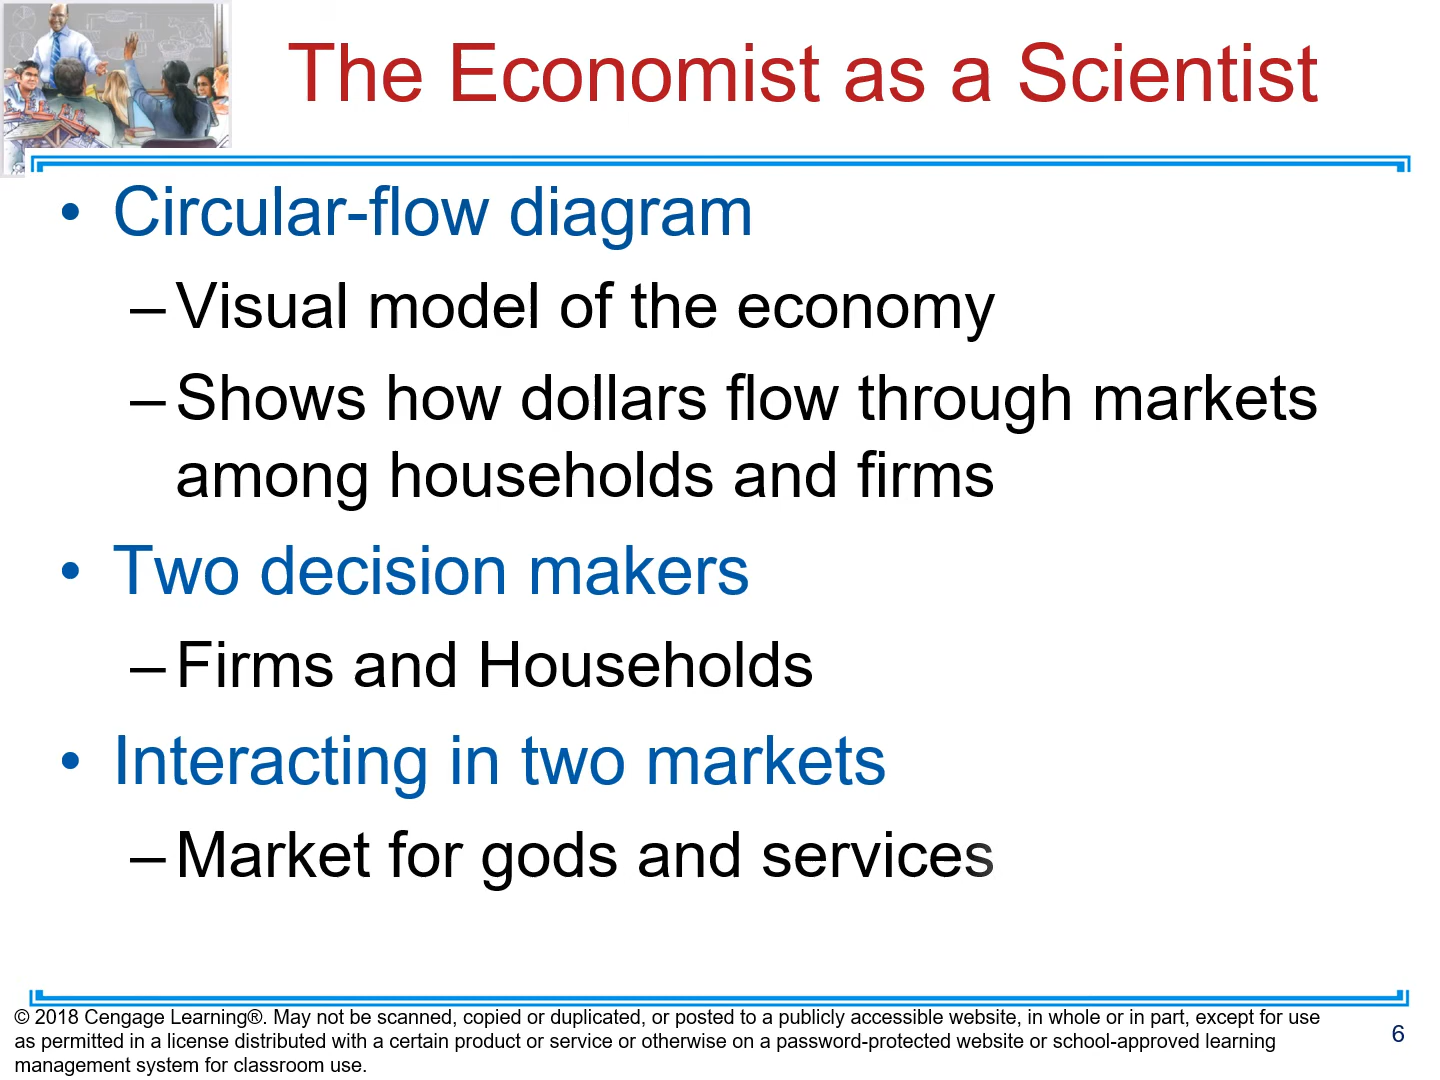 The Economist as a Scientist
• Circular-flow diagram
– Visual model of the economy
– Shows how dollars flow through markets
among households and firms
• Two decision makers
– Firms and Households
• Interacting in two markets
– Market for gods and services
© 2018 Cengage Learning®. May not be scanned, copied or duplicated, or posted to a publicly accessible website, in whole or in part, except for use
as permitted in a license distributed with a certain product or service or otherwise on a password-protected website or school-approved learning
management system for classroom use.
6